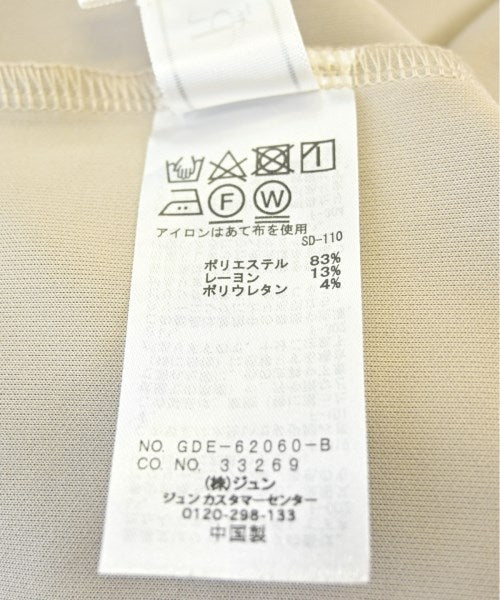 F W
アイロンはあて布を使用
SD-110
ポリエステル 83%
レーヨン 13%
ポリウレタン 4%
NO. GDE-62060-B
CO. NO. 33269
(株)ジュン
ジュン カスタマーセンター
0120-298-133
中国製